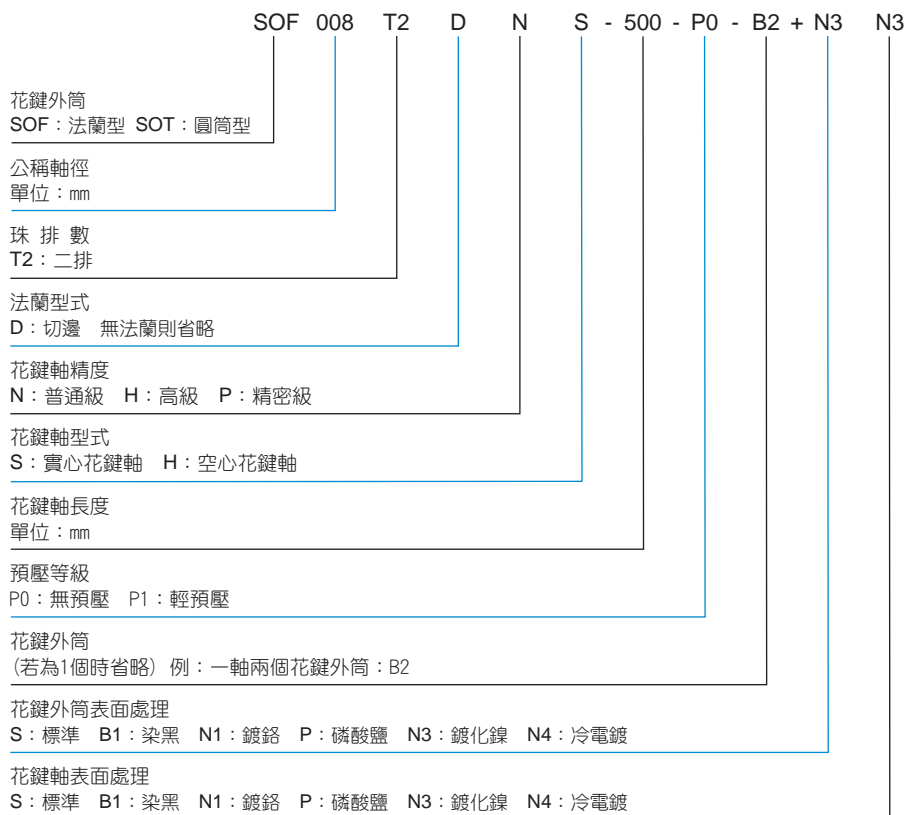 SOF 008 T2 D N S - 500 - P0 - B2 + N3 N3
花鍵外筒
SOF：法蘭型 SOT：圓筒型
公稱軸徑
單位：mm
珠 排 數
T2：二排
法蘭型式
D：切邊 無法蘭則省略
花鍵軸精度
N：普通級 H：高級 P：精密級
花鍵軸型式
S：實心花鍵軸 H：空心花鍵軸
花鍵軸長度
單位：mm
預壓等級
P0：無預壓 P1：輕預壓
花鍵外筒
(若為1個時省略) 例：一軸兩個花鍵外筒：B2
花鍵外筒表面處理
S：標準 B1：染黑 N1：鍍鉻 P：磷酸鹽 N3：鍍化鎳 N4：冷電鍍
花鍵軸表面處理
S：標準 B1：染黑 N1：鍍鉻 P：磷酸鹽 N3：鍍化鎳 N4：冷電鍍